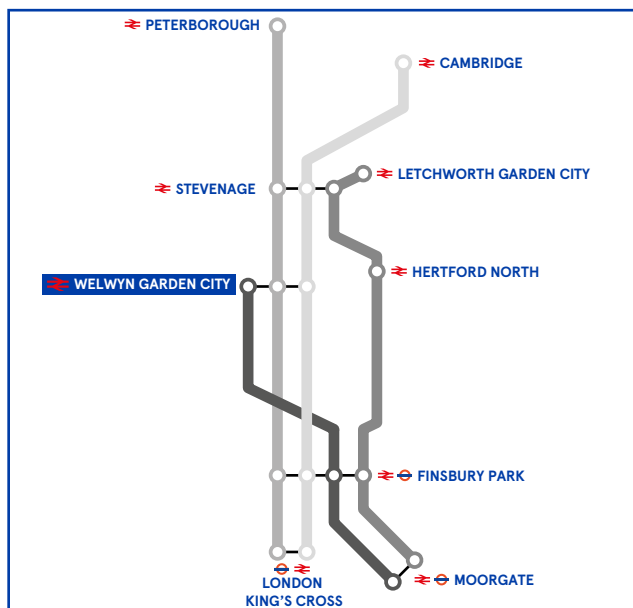 PETERBOROUGH
CAMBRIDGE
LETCHWORTH GARDEN CITY
STEVENAGE
HERTFORD NORTH
WELWYN GARDEN CITY
FINSBURY PARK
MOORGATE
LONDON
KING'S CROSS